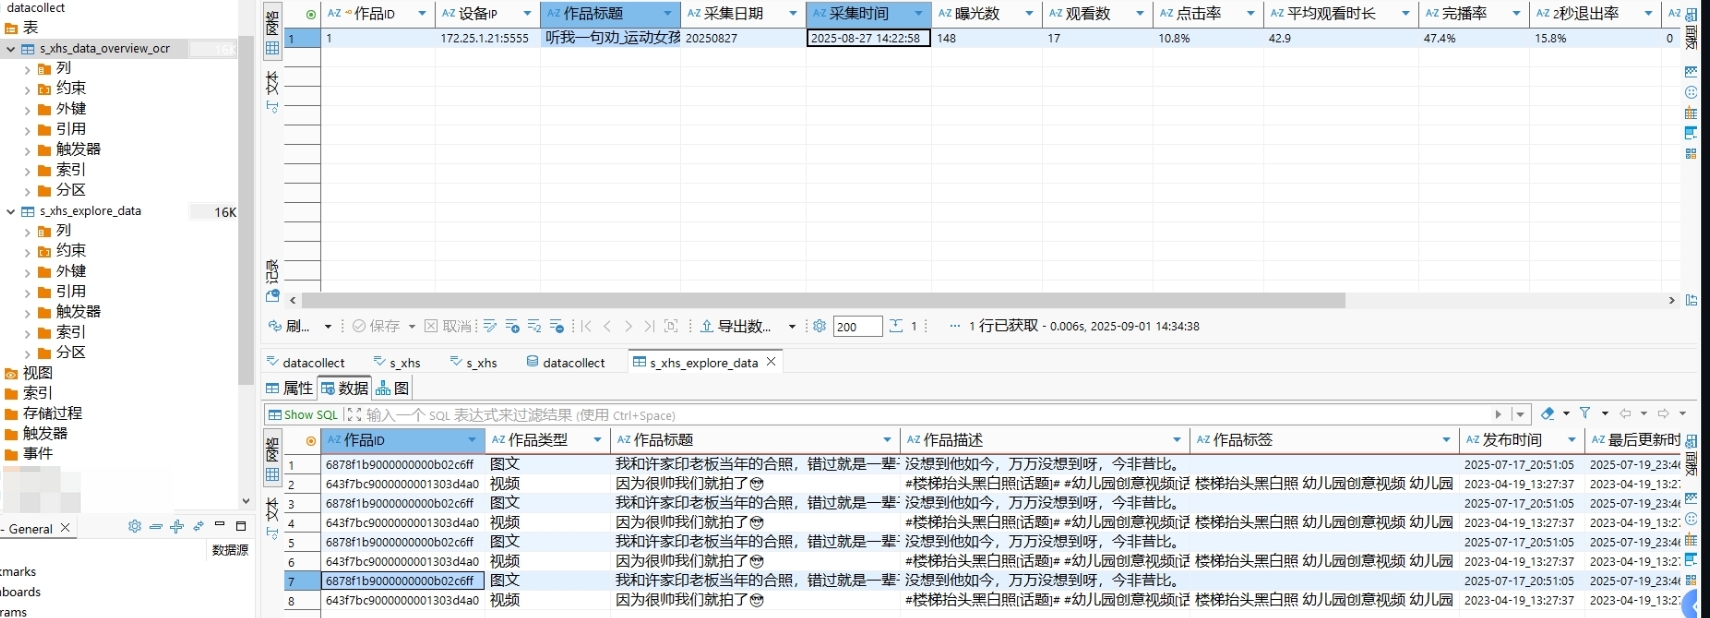 datacollect
表
s_xhs_data_overview_ocr 16K
列
约束
外键
引用
触发器
索引
分区
s_xhs_explore_data 16K
列
约束
外键
引用
触发器
索引
分区
视图
索引
存储过程
触发器
事件
- General
数据源
kmarks
boards
rams
网格
文本
记录
作品ID 设备IP 作品标题 采集日期 采集时间 曝光数 观看数 点击率 平均观看时长 完播率 2秒退出率
1 1 172.25.1.21:5555 听我一句劝_运动女孩 20250827 2025-08-27 14:22:58 148 17 10.8% 42.9 47.4% 15.8% 0
面板
刷... 保存 取消 导出数... 200 1 ... 1 行已获取 - 0.006s, 2025-09-01 14:34:38
datacollect s_xhs s_xhs datacollect s_xhs_explore_data
属性 数据 图
Show SQL 输入一个 SQL 表达式来过滤结果 (使用 Ctrl+Space)
网格
文本
作品ID 作品类型 作品标题 作品描述 作品标签 发布时间 最后更新时
1 6878f1b9000000000b02c6ff 图文 我和许家印老板当年的合照，错过就是一辈 没想到他如今，万万没想到呀，今非昔比。 2025-07-17_20:51:05 2025-07-19_23:46
2 643f7bc9000000001303d4a0 视频 因为很帅我们就拍了😎 #楼梯抬头黑白照[话题]# #幼儿园创意视频[话 楼梯抬头黑白照 幼儿园创意视频 幼儿园 2023-04-19_13:27:37 2023-04-19_13:27
3 6878f1b9000000000b02c6ff 图文 我和许家印老板当年的合照，错过就是一辈 没想到他如今，万万没想到呀，今非昔比。 2025-07-17_20:51:05 2025-07-19_23:46
4 643f7bc9000000001303d4a0 视频 因为很帅我们就拍了😎 #楼梯抬头黑白照[话题]# #幼儿园创意视频[话 楼梯抬头黑白照 幼儿园创意视频 幼儿园 2023-04-19_13:27:37 2023-04-19_13:27
5 6878f1b9000000000b02c6ff 图文 我和许家印老板当年的合照，错过就是一辈 没想到他如今，万万没想到呀，今非昔比。 2025-07-17_20:51:05 2025-07-19_23:46
6 643f7bc9000000001303d4a0 视频 因为很帅我们就拍了😎 #楼梯抬头黑白照[话题]# #幼儿园创意视频[话 楼梯抬头黑白照 幼儿园创意视频 幼儿园 2023-04-19_13:27:37 2023-04-19_13:27
7 6878f1b9000000000b02c6ff 图文 我和许家印老板当年的合照，错过就是一辈 没想到他如今，万万没想到呀，今非昔比。 2025-07-17_20:51:05 2025-07-19_23:46
8 643f7bc9000000001303d4a0 视频 因为很帅我们就拍了😎 #楼梯抬头黑白照[话题]# #幼儿园创意视频[话 楼梯抬头黑白照 幼儿园创意视频 幼儿园 2023-04-19_13:27:37 2023-04-19_13:27
面板